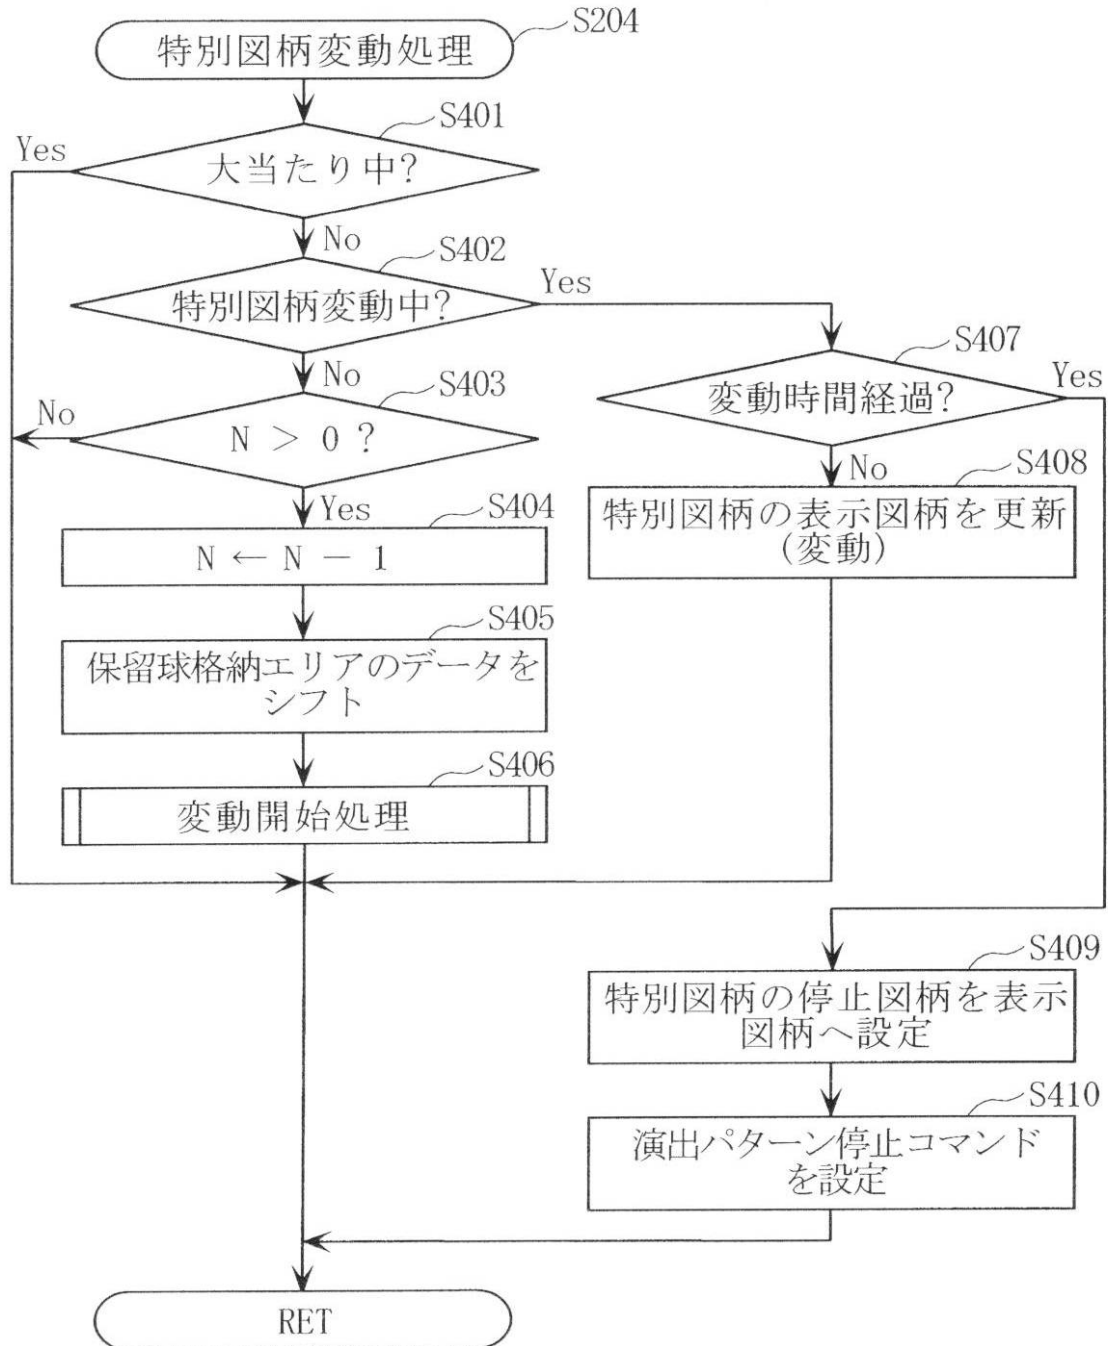 S204
特別図柄変動処理
S401
Yes
大当たり中?
No
S402
特別図柄変動中?
Yes
S407
変動時間経過?
Yes
No
S403
No
N > 0 ?
No
S408
特別図柄の表示図柄を更新
(変動)
Yes
S404
N ← N - 1
S405
保留球格納エリアのデータを
シフト
S406
変動開始処理
S409
特別図柄の停止図柄を表示
図柄へ設定
S410
演出パターン停止コマンド
を設定
RET